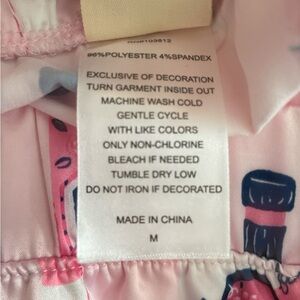 96%POLYESTER 4%SPANDEX
EXCLUSIVE OF DECORATION
TURN GARMENT INSIDE OUT
MACHINE WASH COLD
GENTLE CYCLE
WITH LIKE COLORS
ONLY NON-CHLORINE
BLEACH IF NEEDED
TUMBLE DRY LOW
DO NOT IRON IF DECORATED
MADE IN CHINA
M